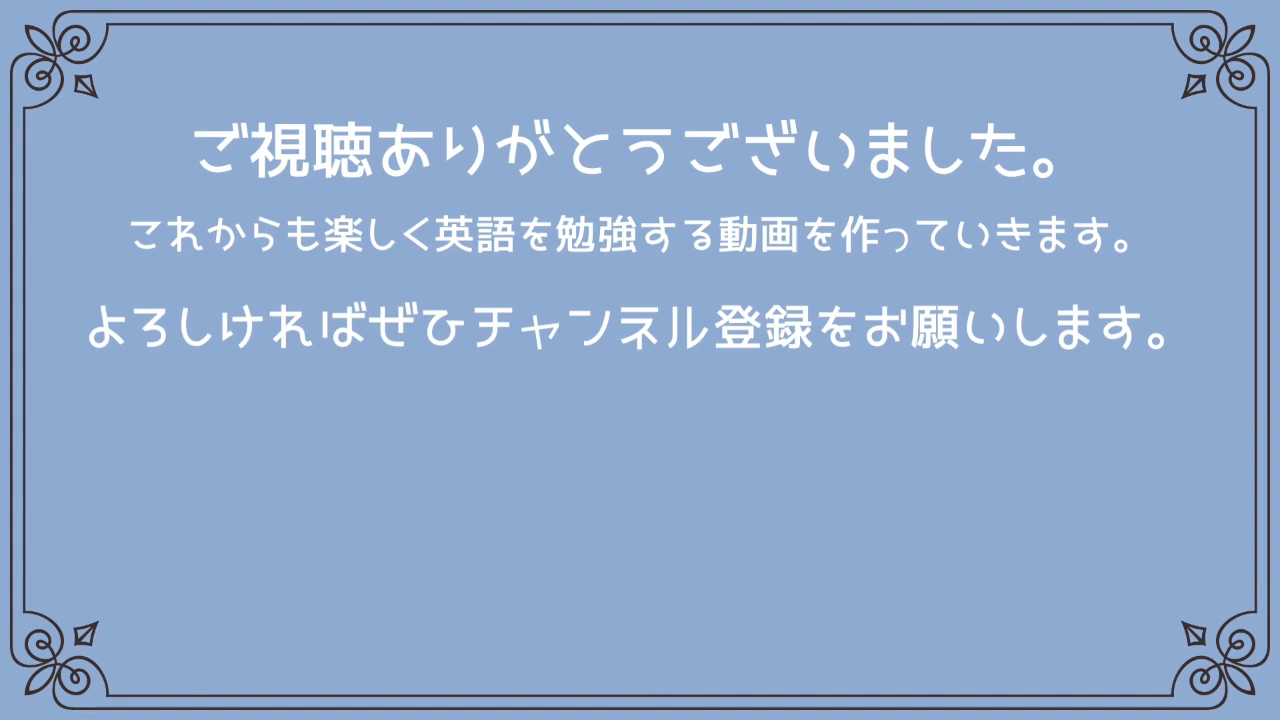 ご視聴ありがとうございました。
これからも楽しく英語を勉強する動画を作っていきます。
よろしければぜひチャンネル登録をお願いします。